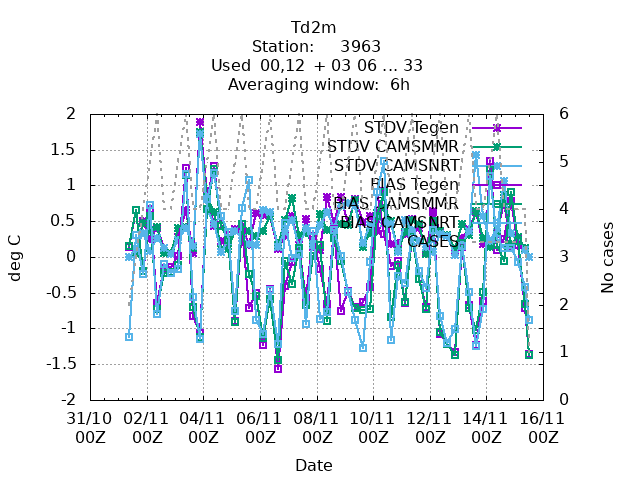 Td2m
Station: 3963
Used 00,12 + 03 06 ... 33
Averaging window: 6h
deg C
No cases
2
1.5
1
0.5
0
-0.5
-1
-1.5
-2
6
5
4
3
2
1
0
STDV Tegen
STDV CAMSMMR
STDV CAMSNRT
BIAS Tegen
BIAS CAMSMMR
BIAS CAMSNRT
CASES
31/10 02/11 04/11 06/11 08/11 10/11 12/11 14/11 16/11
00Z 00Z 00Z 00Z 00Z 00Z 00Z 00Z 00Z
Date